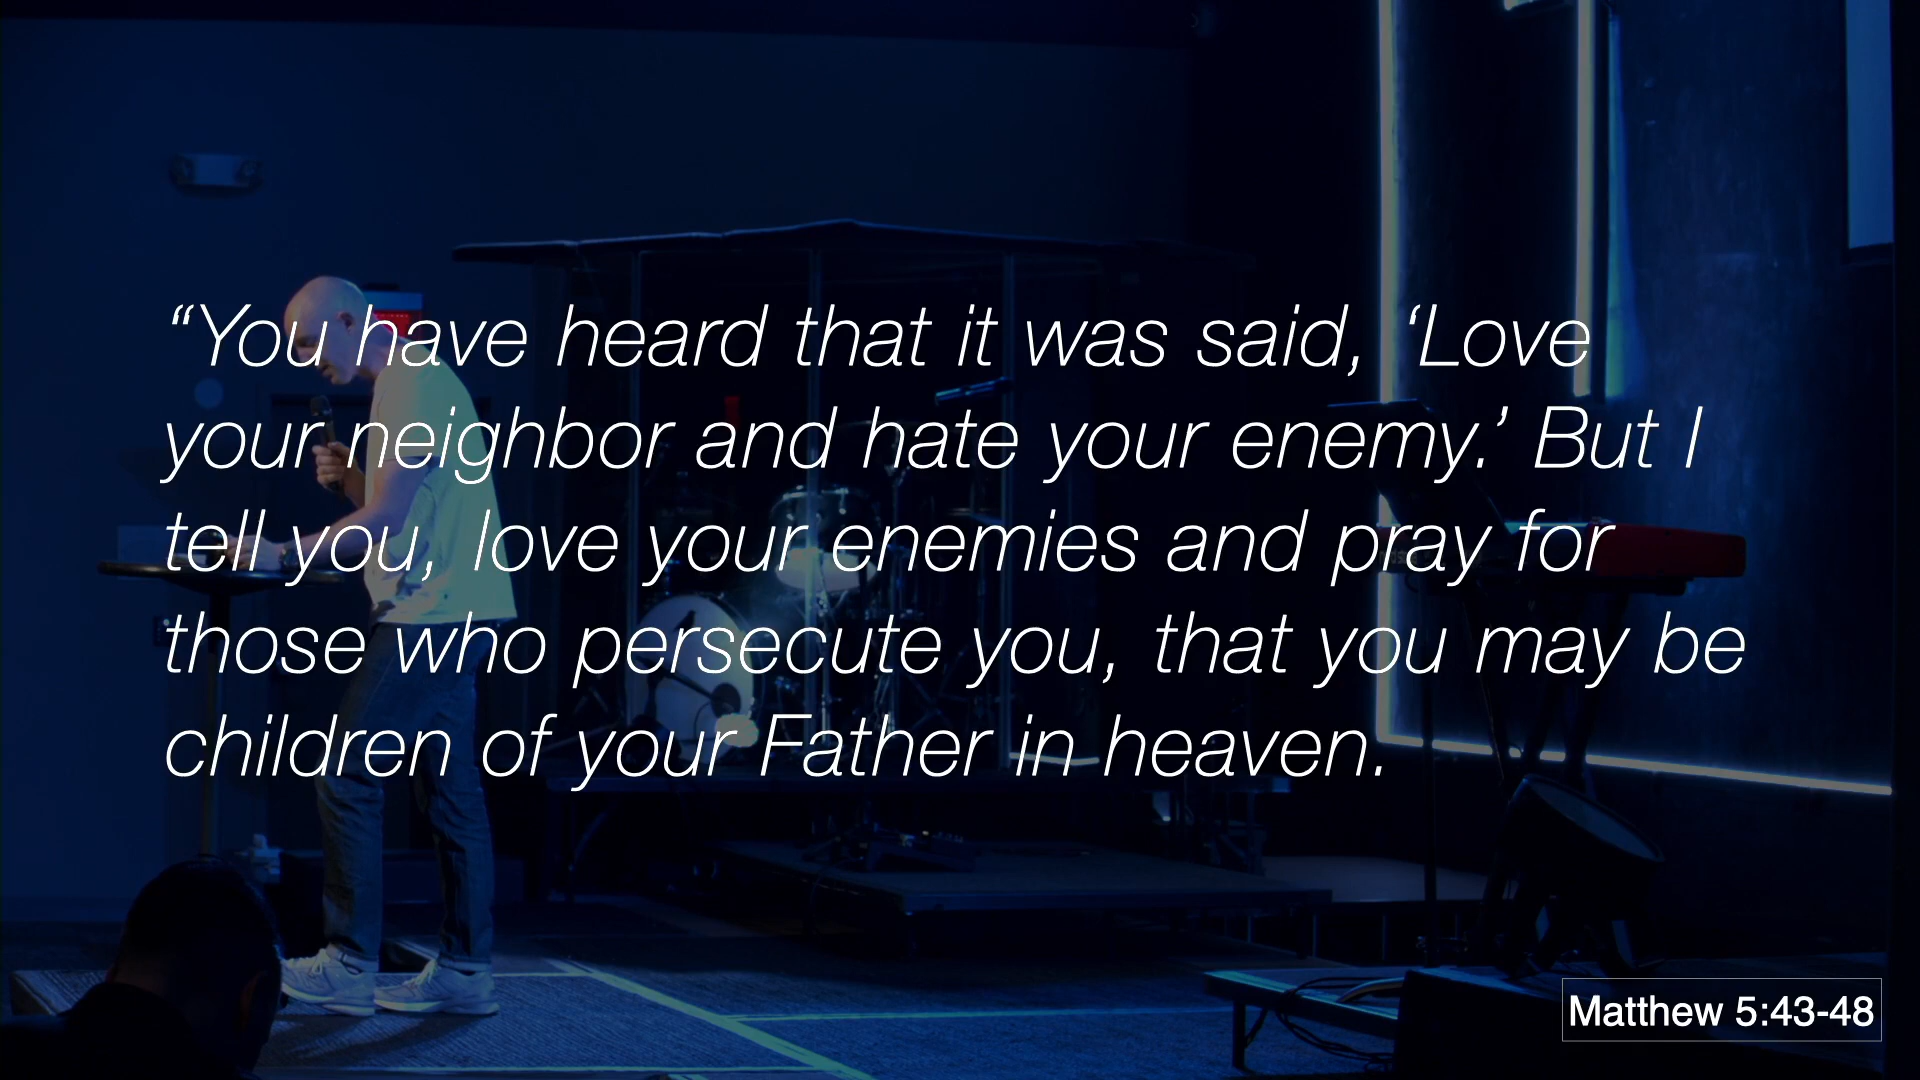 “You have heard that it was said, ‘Love
your neighbor and hate your enemy.’ But I
tell you, love your enemies and pray for
those who persecute you, that you may be
children of your Father in heaven.
Matthew 5:43-48